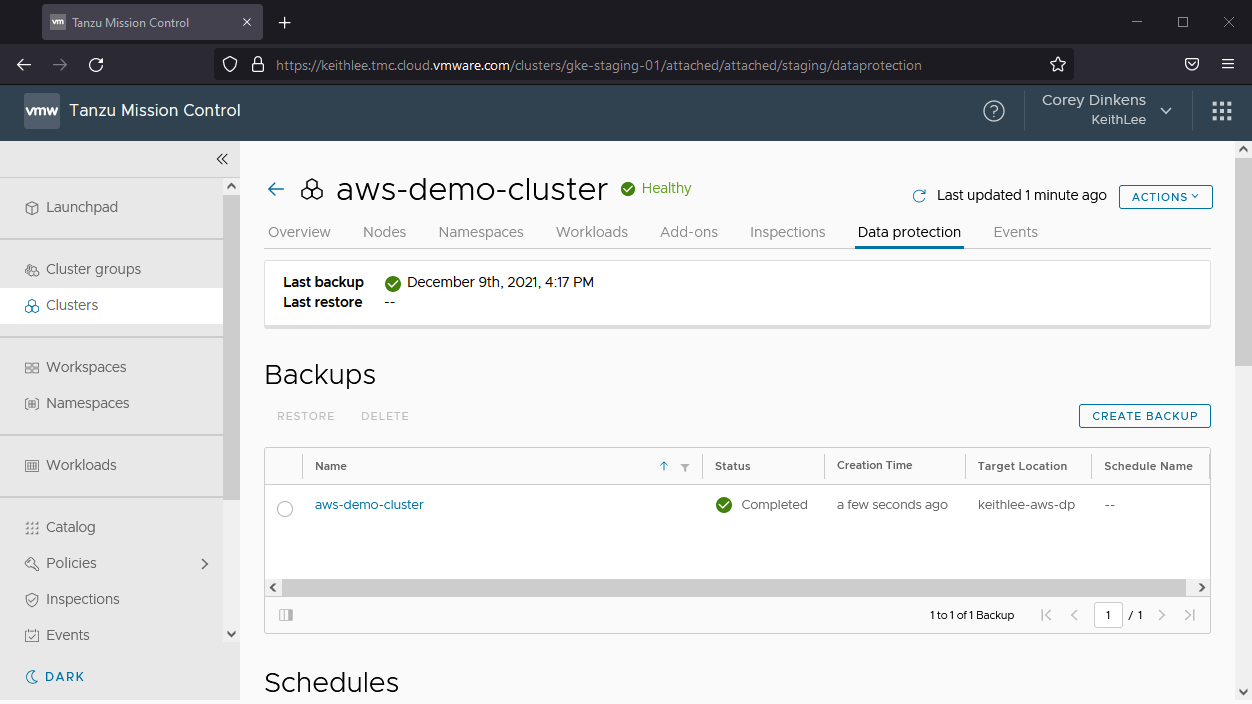 vm Tanzu Mission Control
https://keithlee.tmc.cloud.vmware.com/clusters/gke-staging-01/attached/attached/staging/dataprotection
vmw Tanzu Mission Control
Corey Dinkens
KeithLee
Launchpad
Cluster groups
Clusters
Workspaces
Namespaces
Workloads
Catalog
Policies
Inspections
Events
DARK
aws-demo-cluster Healthy
Last updated 1 minute ago ACTIONS
Overview Nodes Namespaces Workloads Add-ons Inspections Data protection Events
Last backup December 9th, 2021, 4:17 PM
Last restore --
Backups
RESTORE DELETE CREATE BACKUP
Name Status Creation Time Target Location Schedule Name
aws-demo-cluster Completed a few seconds ago keithlee-aws-dp --
1 to 1 of 1 Backup 1 / 1
Schedules